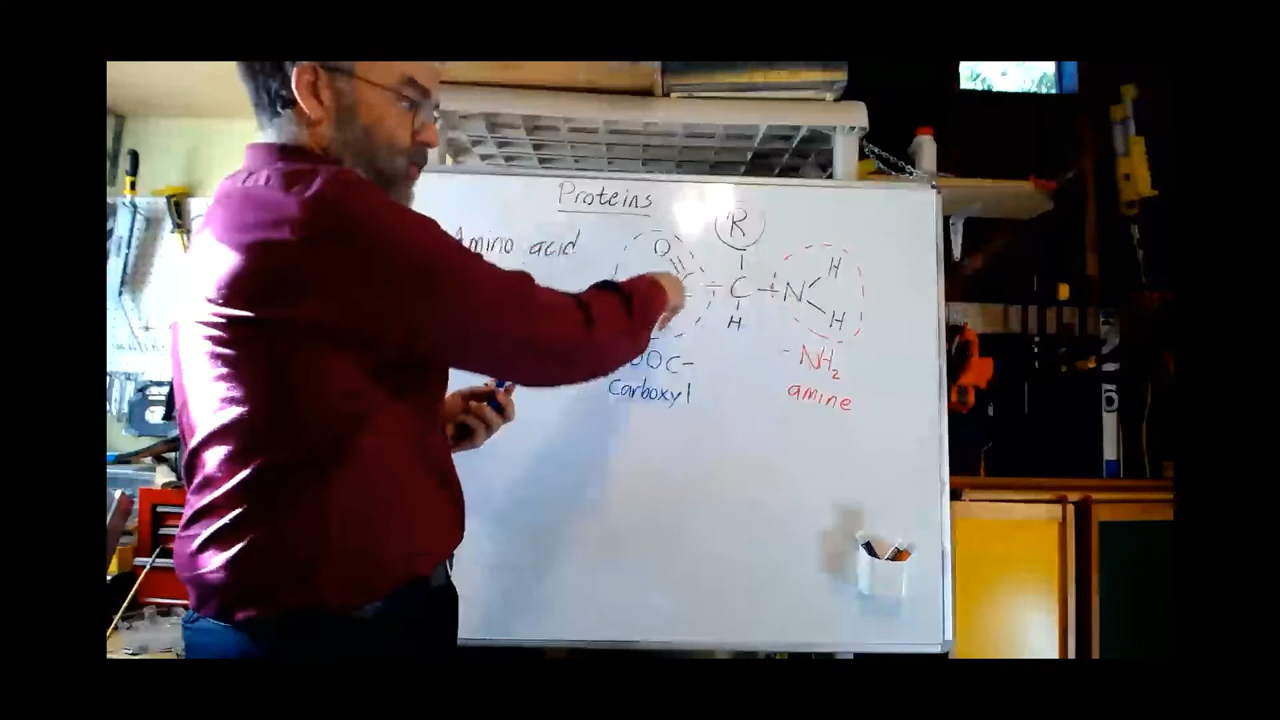 Proteins
Amino acid
R
O
C
C
N
H
H
H
OOC-
Carboxyl
-NH₂
amine